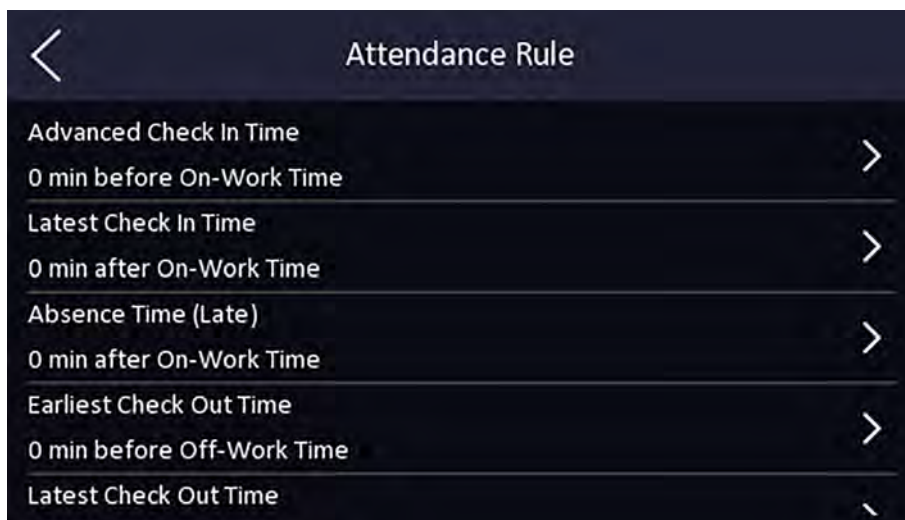 Attendance Rule
Advanced Check In Time
0 min before On-Work Time
Latest Check In Time
0 min after On-Work Time
Absence Time (Late)
0 min after On-Work Time
Earliest Check Out Time
0 min before Off-Work Time
Latest Check Out Time